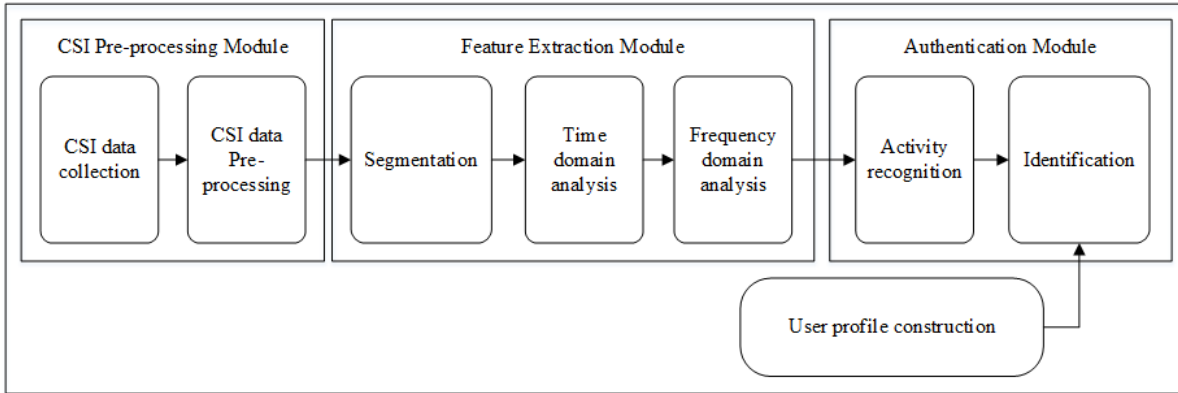 CSI Pre-processing Module
CSI data
collection
CSI data
Pre-
processing
Feature Extraction Module
Segmentation
Time
domain
analysis
Frequency
domain
analysis
Authentication Module
Activity
recognition
Identification
User profile construction